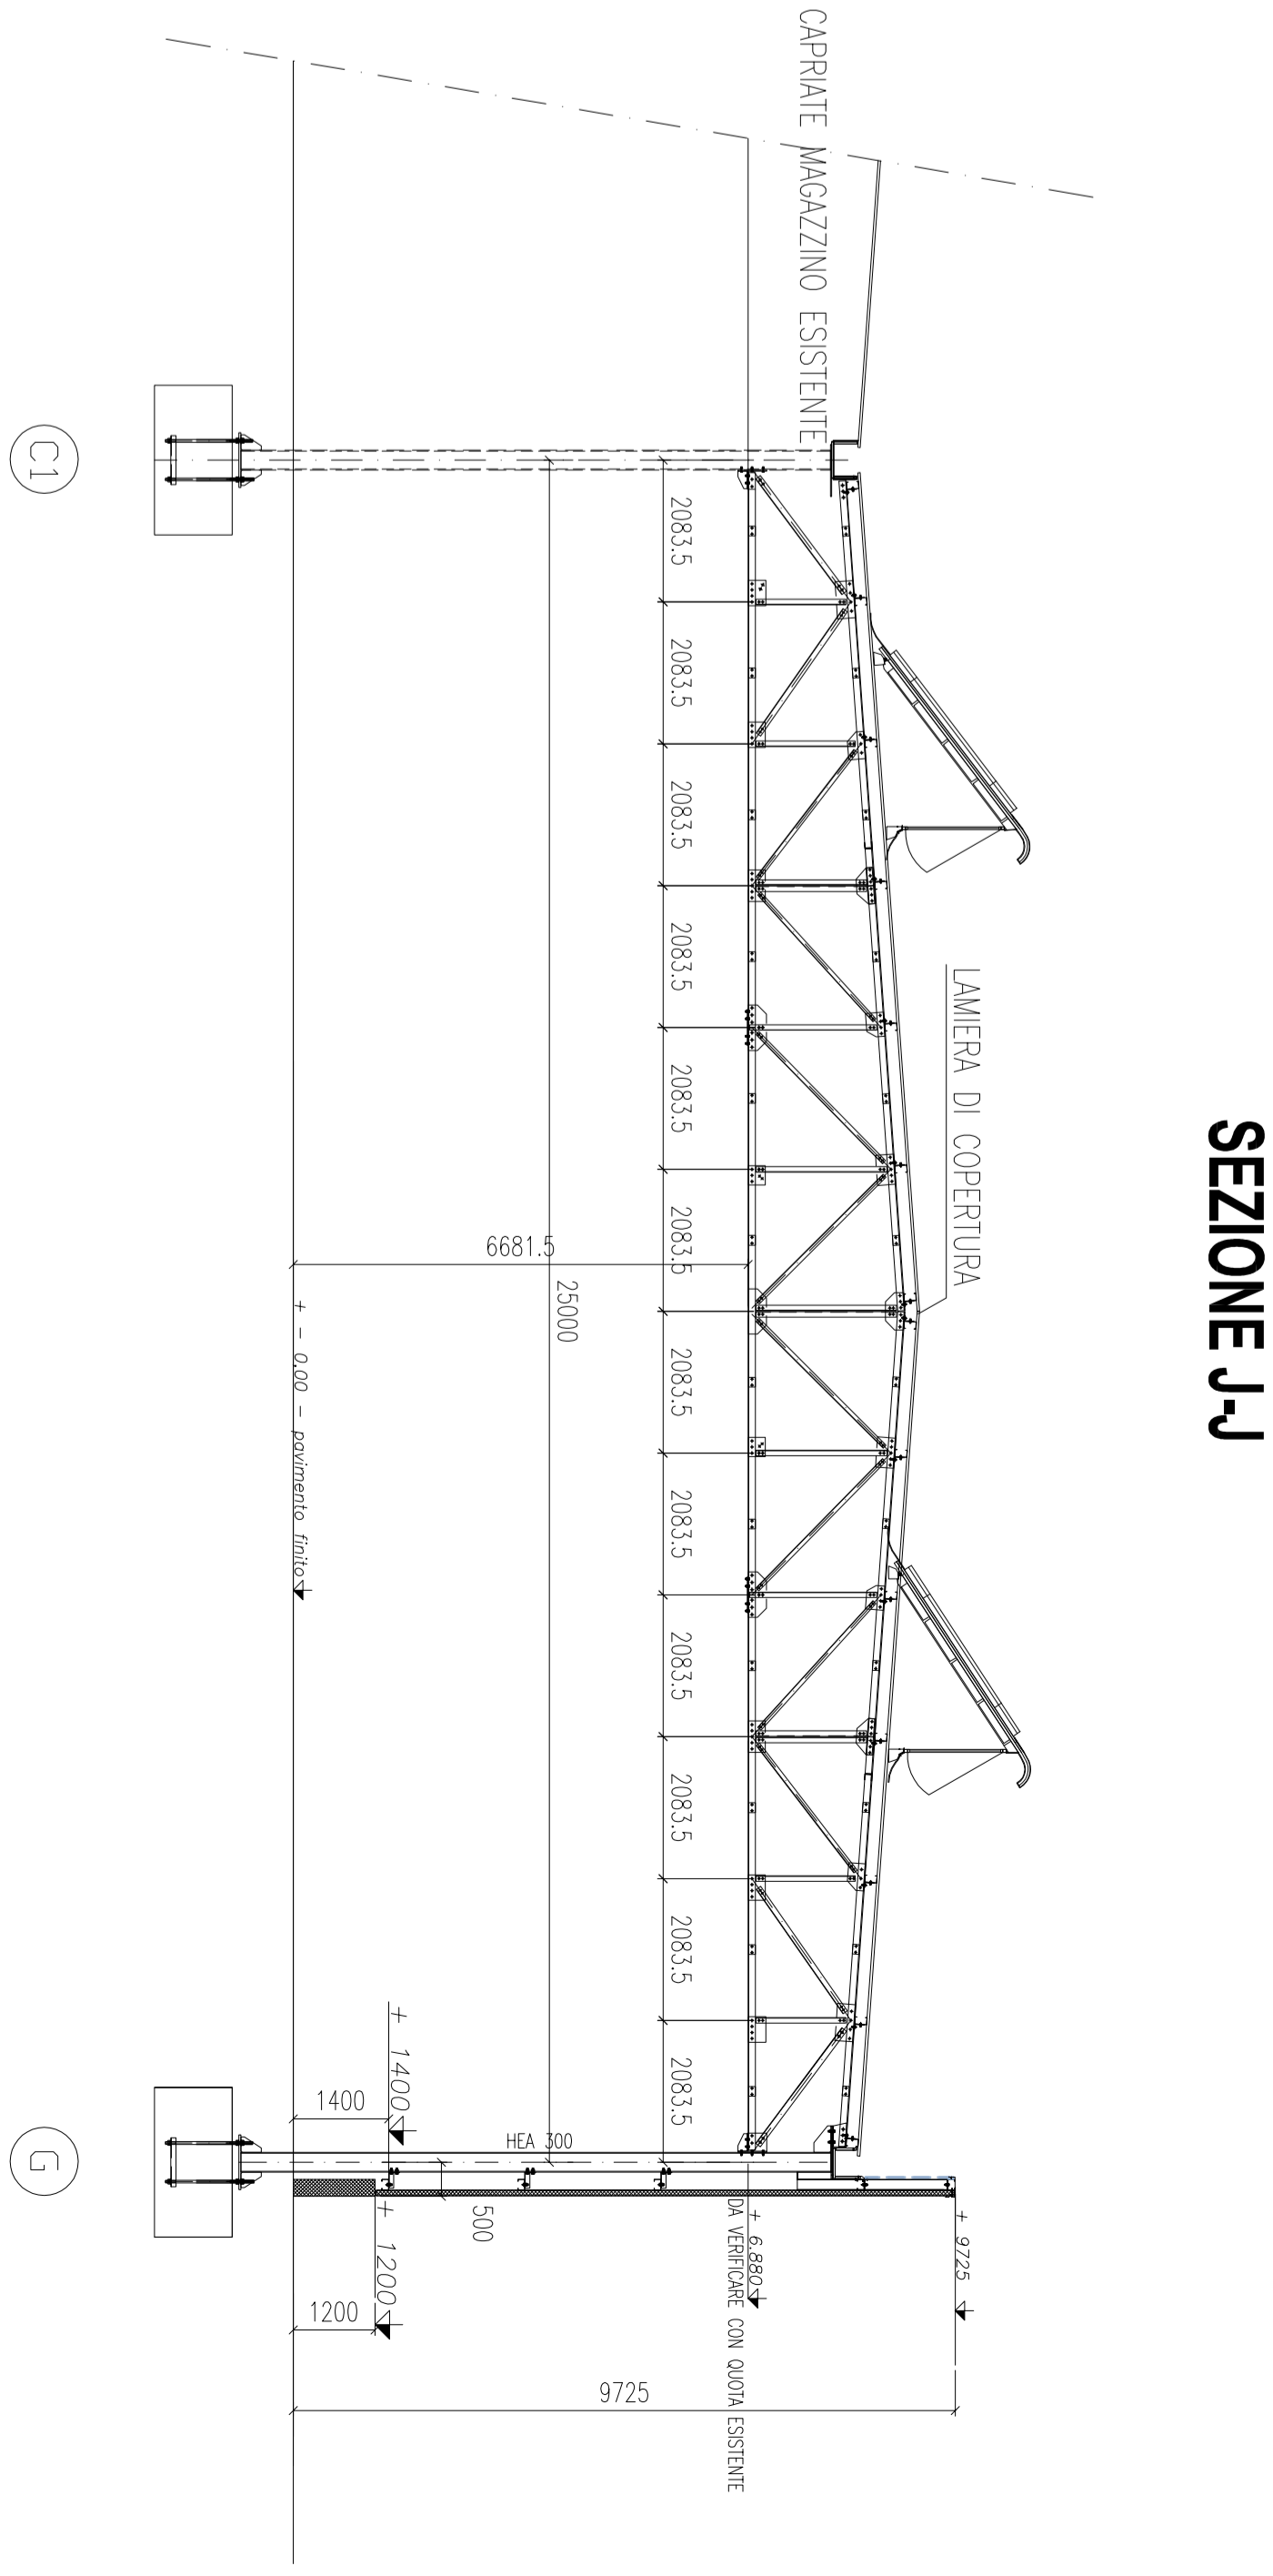 SEZIONE J-J
CAPRIATE MAGAZZINO ESISTENTE
LAMIERA DI COPERTURA
2083.5
2083.5
2083.5
2083.5
2083.5
2083.5
2083.5
2083.5
2083.5
2083.5
2083.5
2083.5
25000
6681.5
+ - 0.00 - pavimento finito
HEA 300
+ 9725
+ 6.880
DA VERIFICARE CON QUOTA ESISTENTE
+ 1400
1400
500
+ 1200
1200
9725
C1
G